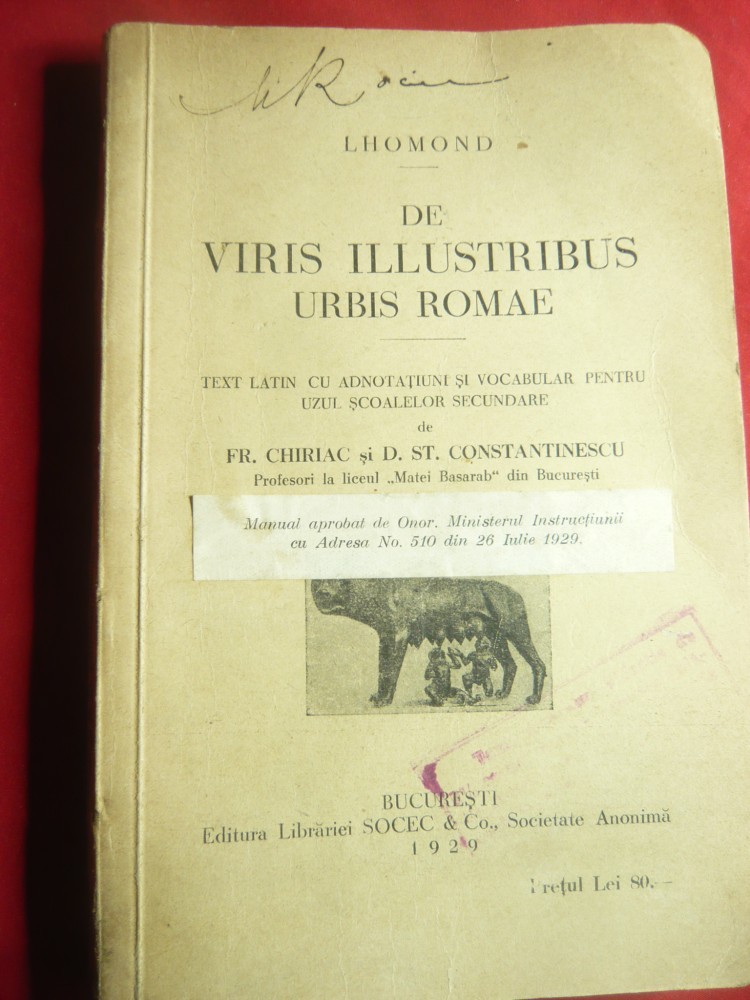 LHOMOND
DE
VIRIS ILLUSTRIBUS
URBIS ROMAE
TEXT LATIN CU ADNOTAȚIUNI ȘI VOCABULAR PENTRU
UZUL ȘCOALELOR SECUNDARE
de
FR. CHIRIAC și D. ST. CONSTANTINESCU
Profesori la liceul „Matei Basarab“ din București
Manual aprobat de Onor. Ministerul Instrucțiunii
cu Adresa No. 510 din 26 Iulie 1929.
BUCUREȘTI
Editura Librăriei SOCEC & Co., Societate Anonimă
1929
Prețul Lei 80.—